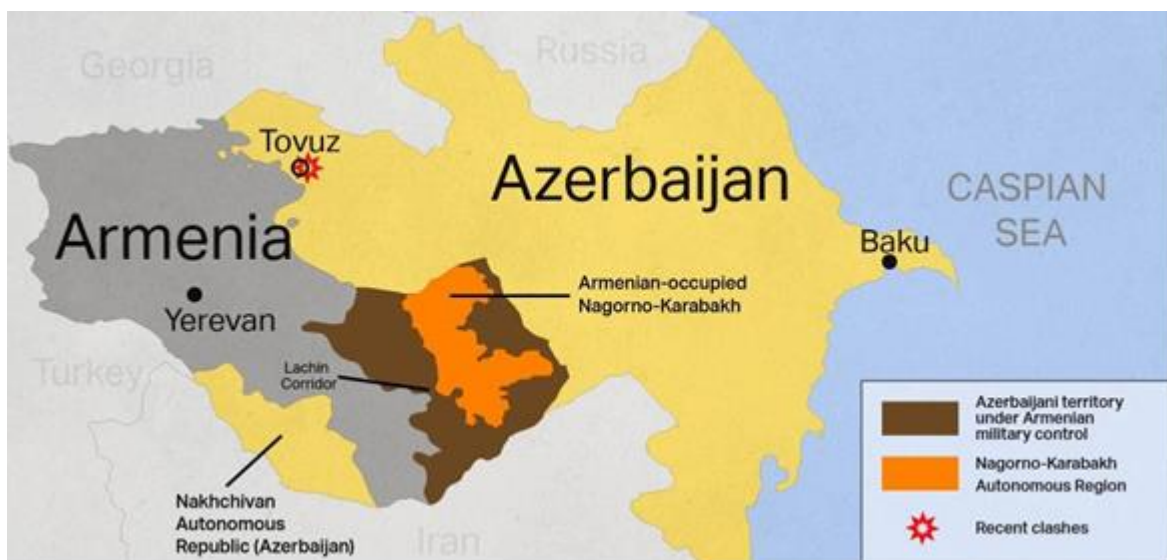 Georgia
Russia
Tovuz
Azerbaijan
CASPIAN
SEA
Armenia
Baku
Armenian-occupied
Nagorno-Karabakh
Yerevan
Lachin
Corridor
Turkey
Nakhchivan
Autonomous
Republic (Azerbaijan)
Iran
Azerbaijani territory
under Armenian
military control
Nagorno-Karabakh
Autonomous Region
Recent clashes